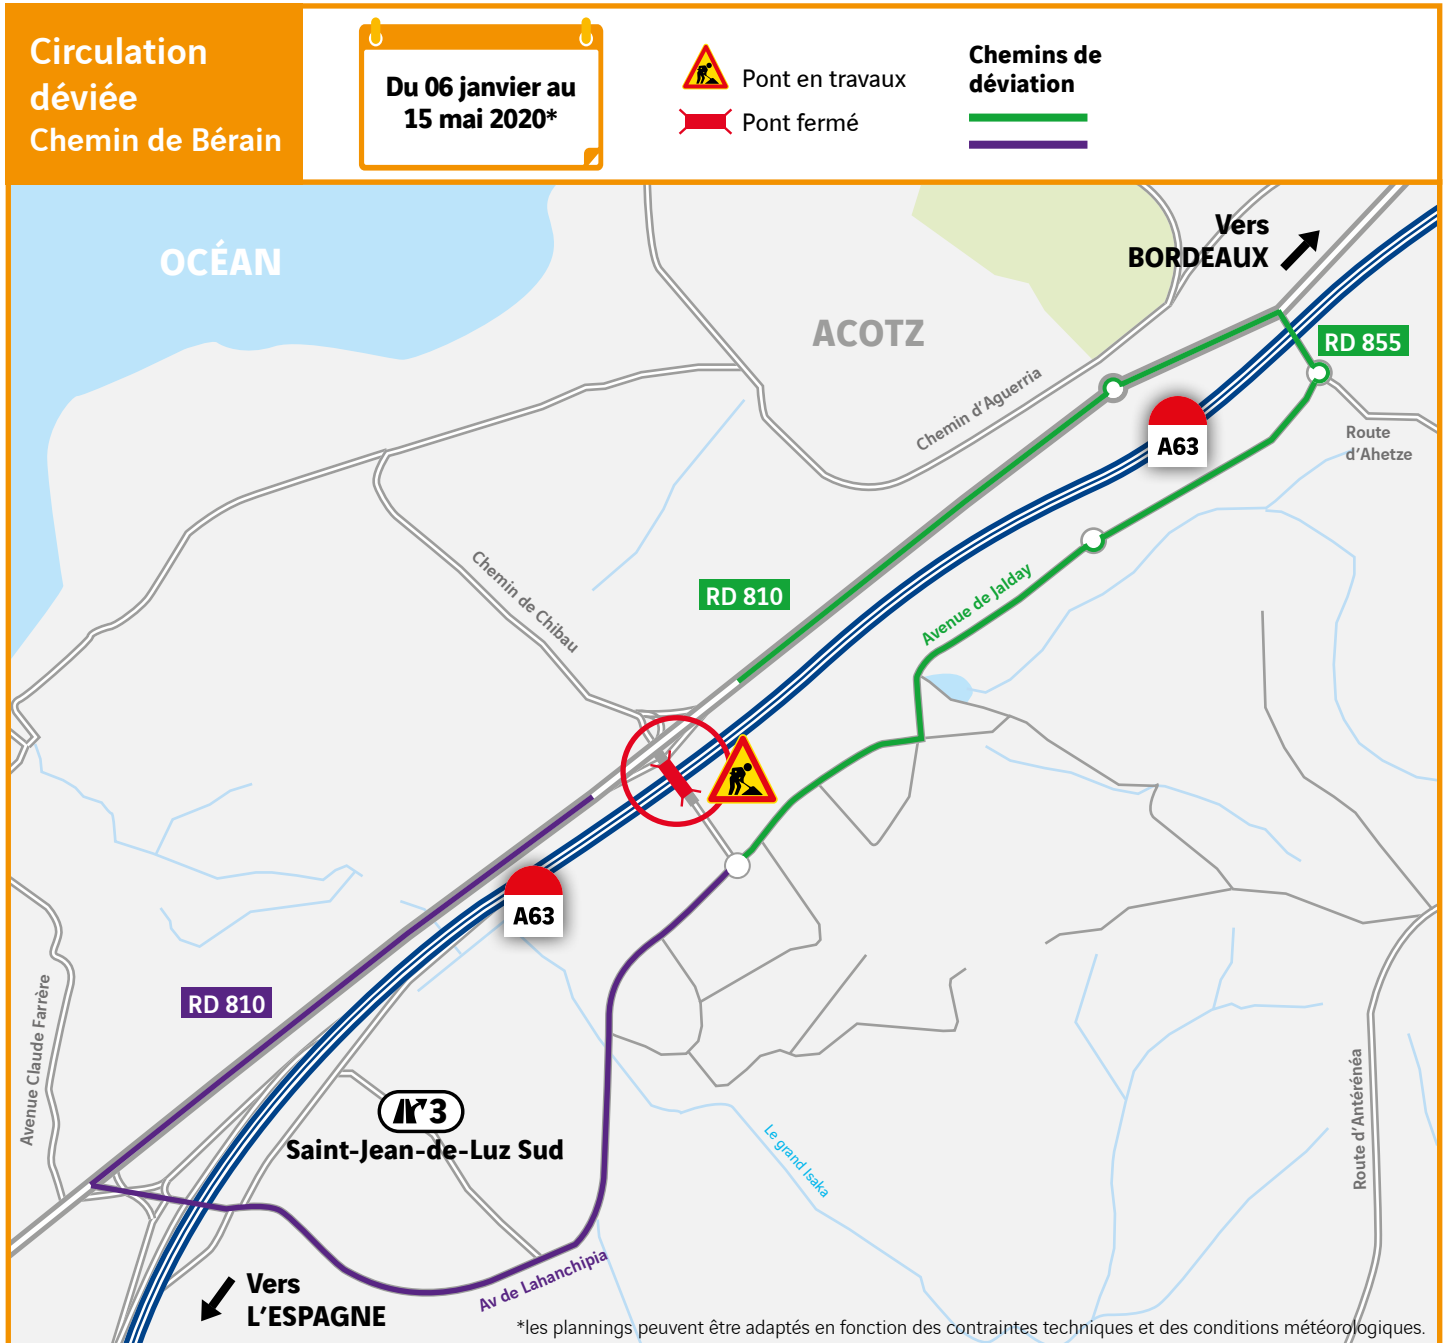 Circulation
déviée
Chemin de Bérain
Du 06 janvier au
15 mai 2020*
Pont en travaux
Pont fermé
Chemins de
déviation
OCÉAN
Vers
BORDEAUX
ACOTZ
RD 855
Chemin d'Aguerria
A63
Route
d'Ahetze
Chemin de Chibau
RD 810
Avenue de Jalday
A63
RD 810
Avenue Claude Farrère
3
Saint-Jean-de-Luz Sud
Le grand Isaka
Route d'Antérénéa
Av de Lahanchipia
Vers
L'ESPAGNE
*les plannings peuvent être adaptés en fonction des contraintes techniques et des conditions météorologiques.